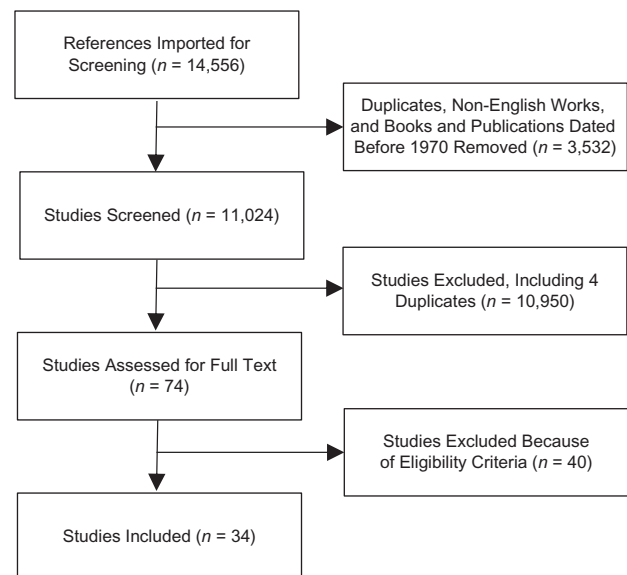 References Imported for
Screening (n = 14,556)
Duplicates, Non-English Works,
and Books and Publications Dated
Before 1970 Removed (n = 3,532)
Studies Screened (n = 11,024)
Studies Excluded, Including 4
Duplicates (n = 10,950)
Studies Assessed for Full Text
(n = 74)
Studies Excluded Because
of Eligibility Criteria (n = 40)
Studies Included (n = 34)